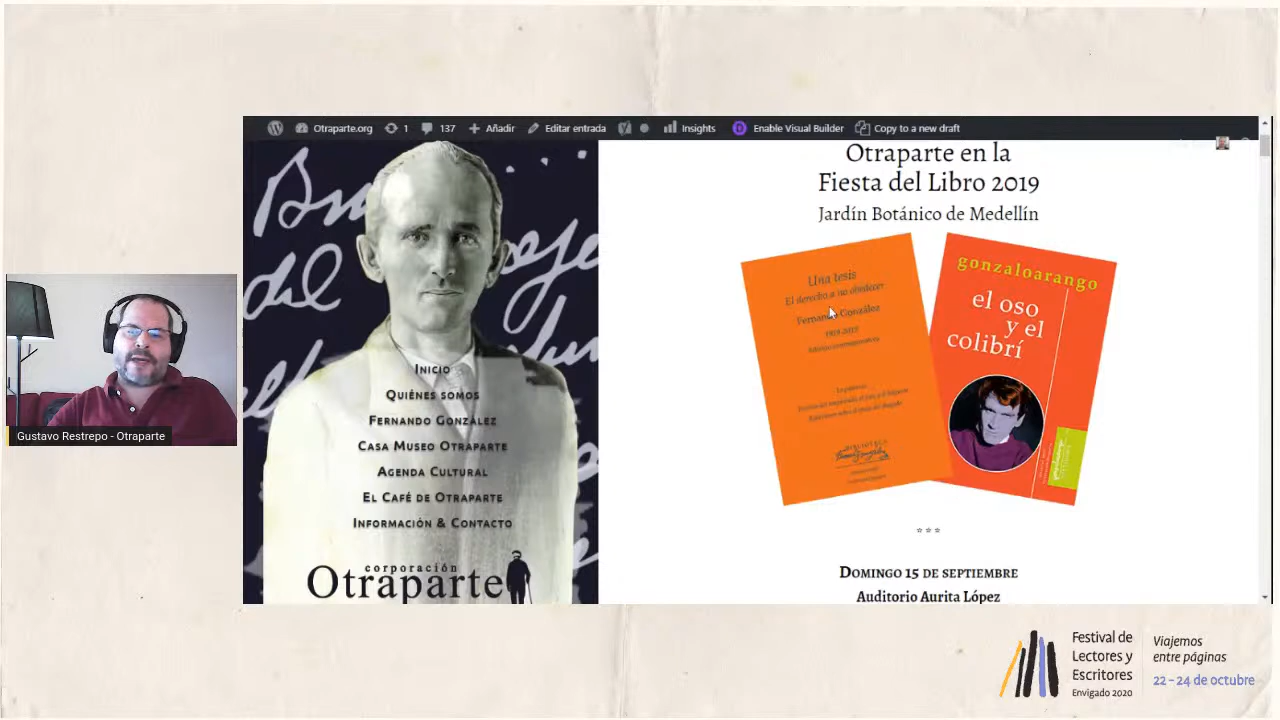 Otraparte.org
1
137
Añadir
Editar entrada
Insights
Enable Visual Builder
Copy to a new draft
Inicio
Quiénes somos
Fernando González
Casa Museo Otraparte
Agenda Cultural
El Café de Otraparte
Información & Contacto
corporación
Otraparte
Otraparte en la
Fiesta del Libro 2019
Jardín Botánico de Medellín
Una tesis
El derecho a no obedecer
Fernando González
gonzaloarango
el oso
y el
colibrí
***
Domingo 15 de septiembre
Auditorio Aurita López
Gustavo Restrepo - Otraparte
Festival de
Lectores y
Escritores
Envigado 2020
Viajemos
entre páginas
22 - 24 de octubre